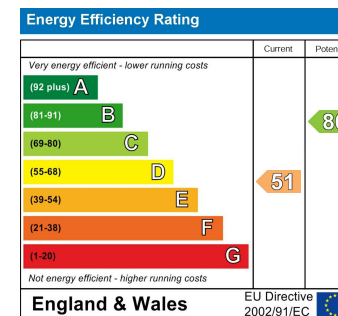 Energy Efficiency Rating
Current
Very energy efficient - lower running costs
(92 plus) A
(81-91) B
(69-80) C
(55-68) D
51
(39-54) E
(21-38) F
(1-20) G
Not energy efficient - higher running costs
England & Wales
EU Directive
2002/91/EC